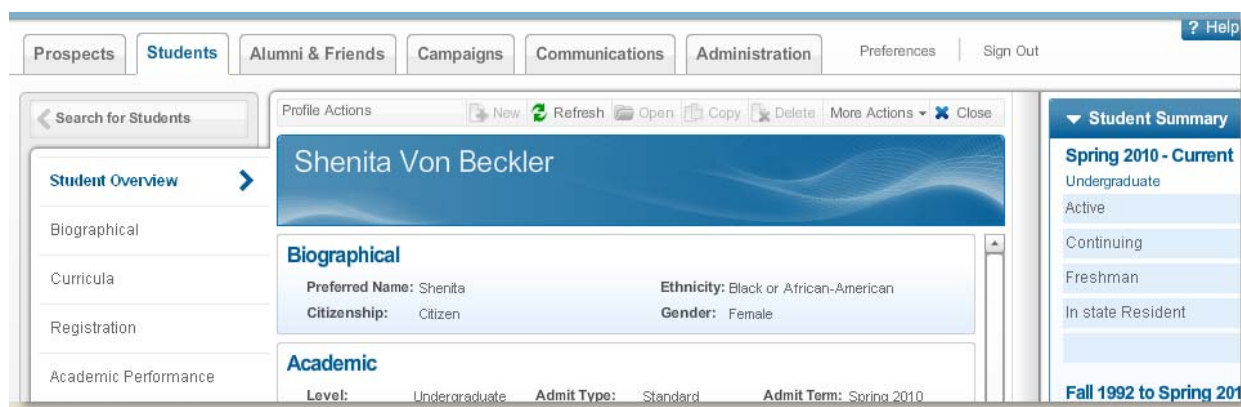 ? Help
Prospects Students Alumni & Friends Campaigns Communications Administration Preferences Sign Out
Search for Students
Student Overview
Biographical
Curricula
Registration
Academic Performance
Profile Actions New Refresh Open Copy Delete More Actions Close
Shenita Von Beckler
Biographical
Preferred Name: Shenita Ethnicity: Black or African-American
Citizenship: Citizen Gender: Female
Academic
Level: Undergraduate Admit Type: Standard Admit Term: Spring 2010
Student Summary
Spring 2010 - Current
Undergraduate
Active
Continuing
Freshman
In state Resident
Fall 1992 to Spring 201